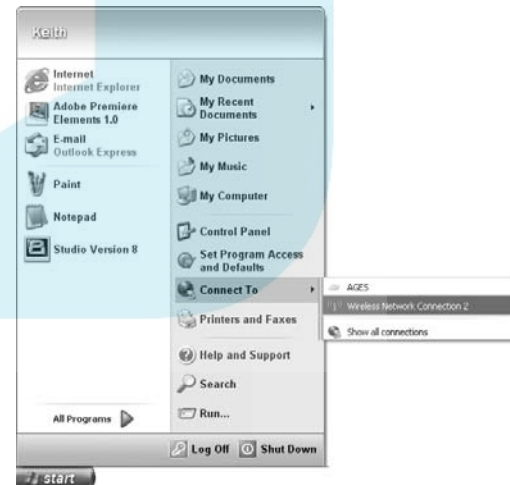 Keith
Internet
Internet Explorer
Adobe Premiere
Elements 1.0
E-mail
Outlook Express
Paint
Notepad
Studio Version 8
All Programs
My Documents
My Recent
Documents
My Pictures
My Music
My Computer
Control Panel
Set Program Access
and Defaults
Connect To
Printers and Faxes
Help and Support
Search
Run...
AGES
Wireless Network Connection 2
Show all connections
Log Off
Shut Down
start